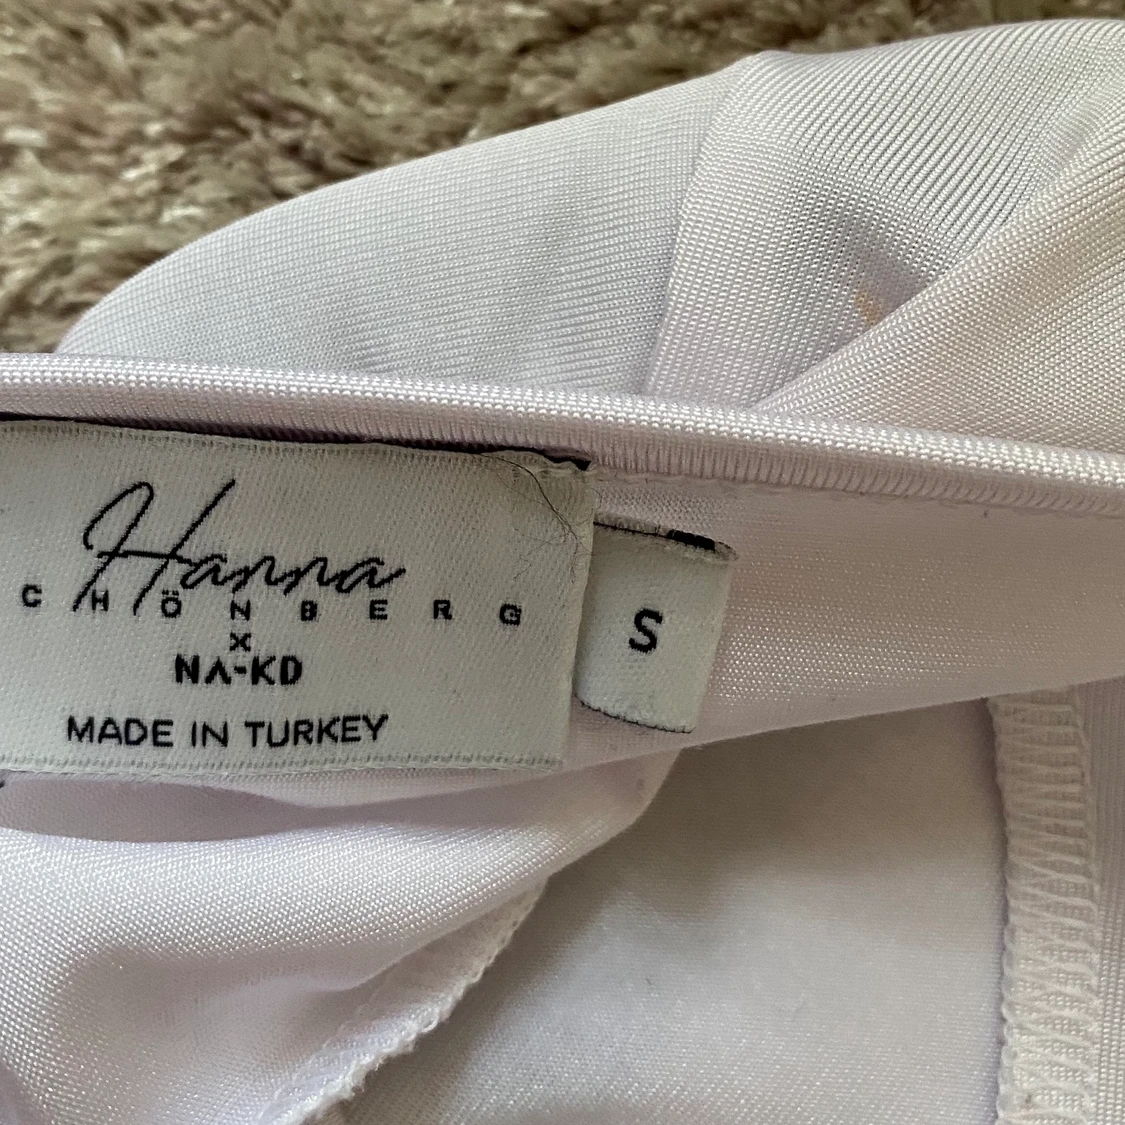 Hanna
CHÖNBERG
X
NA-KD
MADE IN TURKEY
S